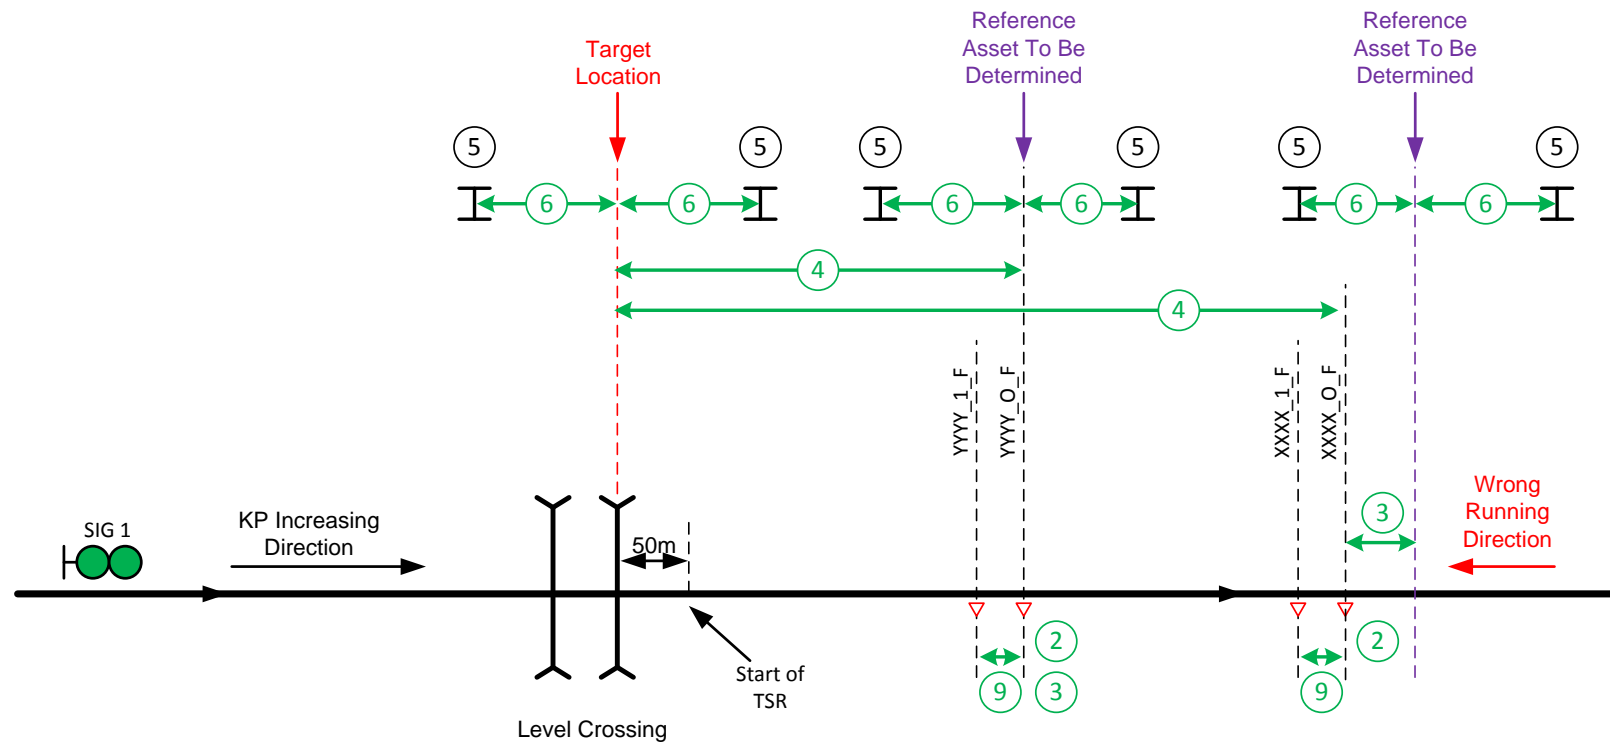 Reference
Asset To Be
Determined
Reference
Asset To Be
Determined
Target
Location
5
5
5
5
5
5
6
6
6
6
6
6
4
4
YYYY_1_F
YYYY_O_F
XXXX_1_F
XXXX_O_F
Wrong
Running
Direction
3
SIG 1
KP Increasing
Direction
50m
2
2
9
3
9
Start of
TSR
Level Crossing